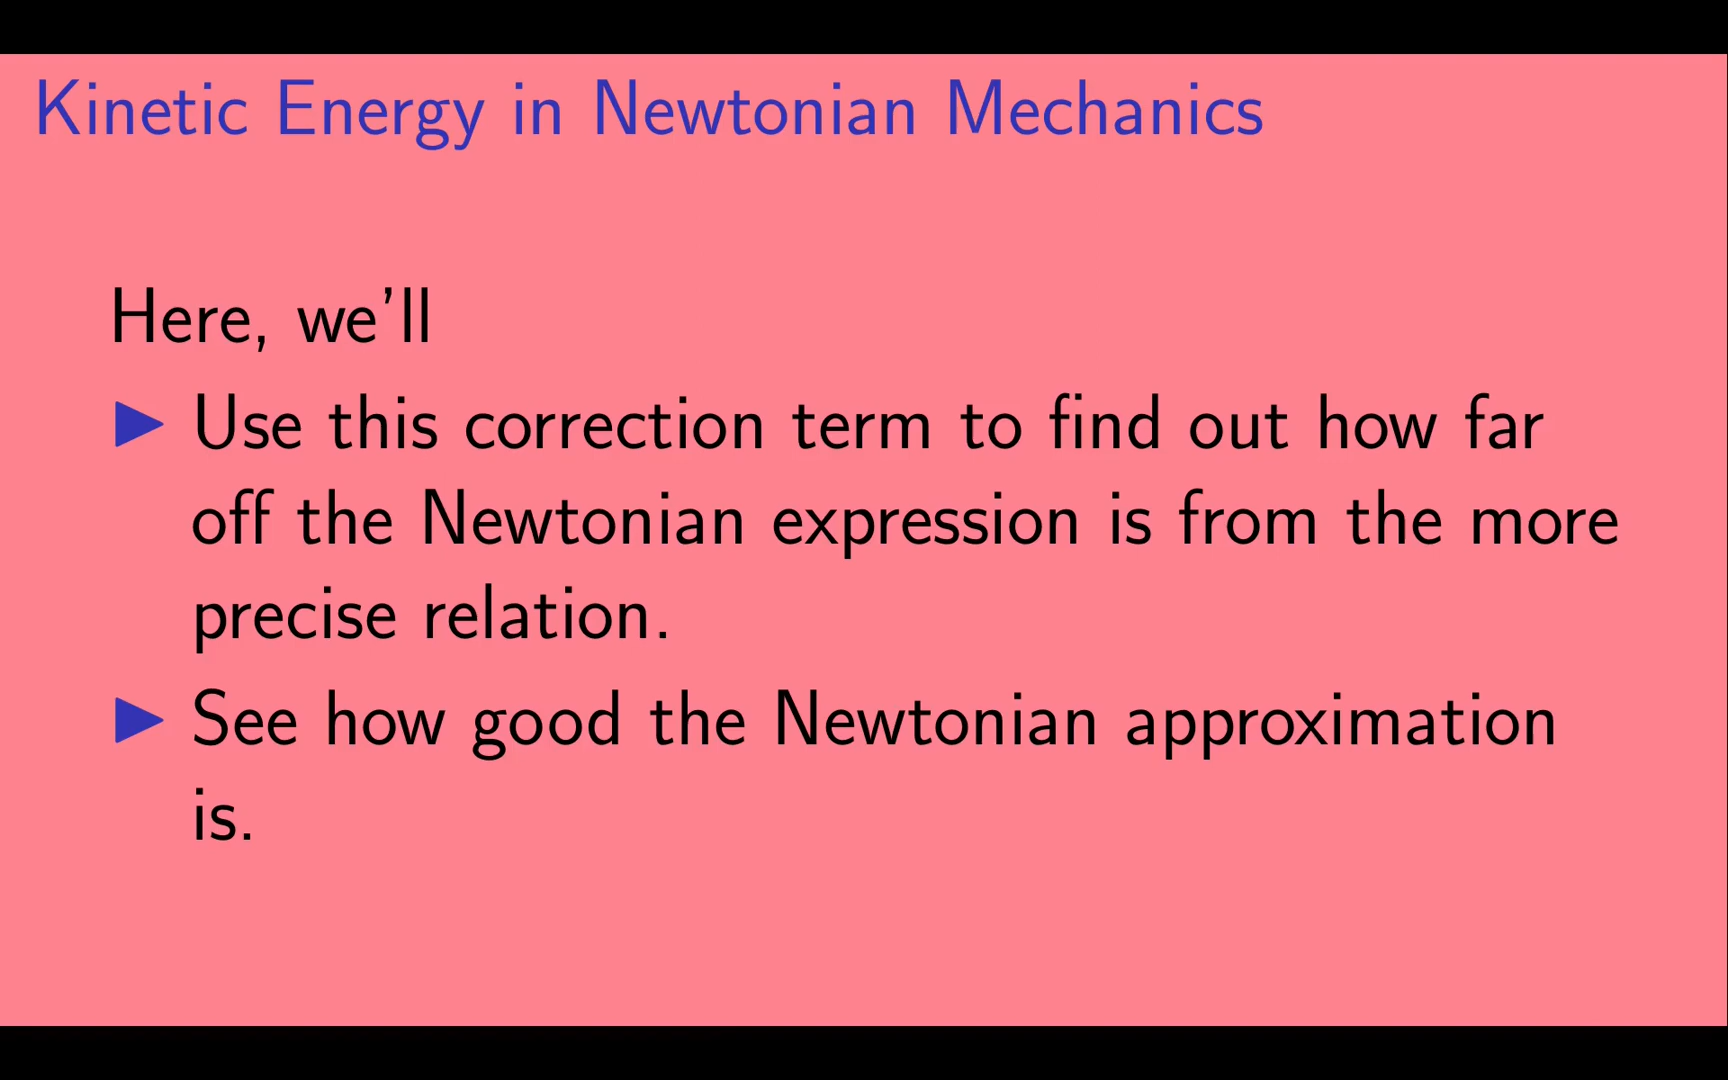 Kinetic Energy in Newtonian Mechanics
Here, we'll
▶ Use this correction term to find out how far
off the Newtonian expression is from the more
precise relation.
▶ See how good the Newtonian approximation
is.